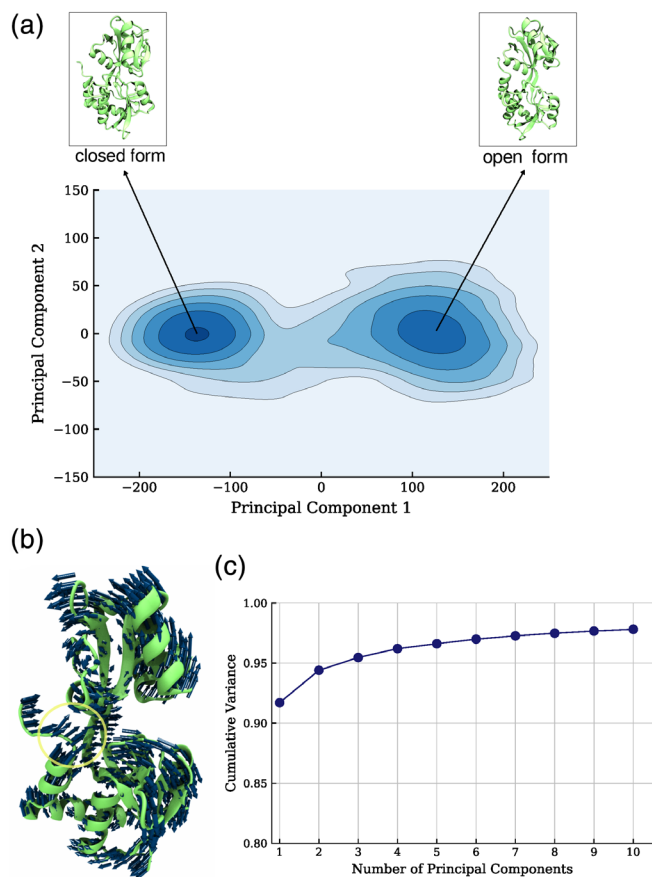 (a)
closed form
open form
150
100
50
0
−50
−100
−150
Principal Component 2
−200
−100
0
100
200
Principal Component 1
(b)
(c)
1.00
0.95
0.90
0.85
0.80
Cumulative Variance
1 2 3 4 5 6 7 8 9 10
Number of Principal Components